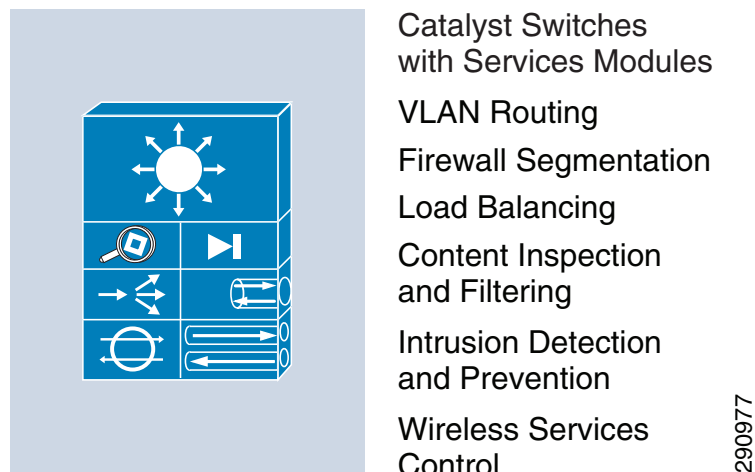 Catalyst Switches
with Services Modules
VLAN Routing
Firewall Segmentation
Load Balancing
Content Inspection
and Filtering
Intrusion Detection
and Prevention
Wireless Services
Control
290977